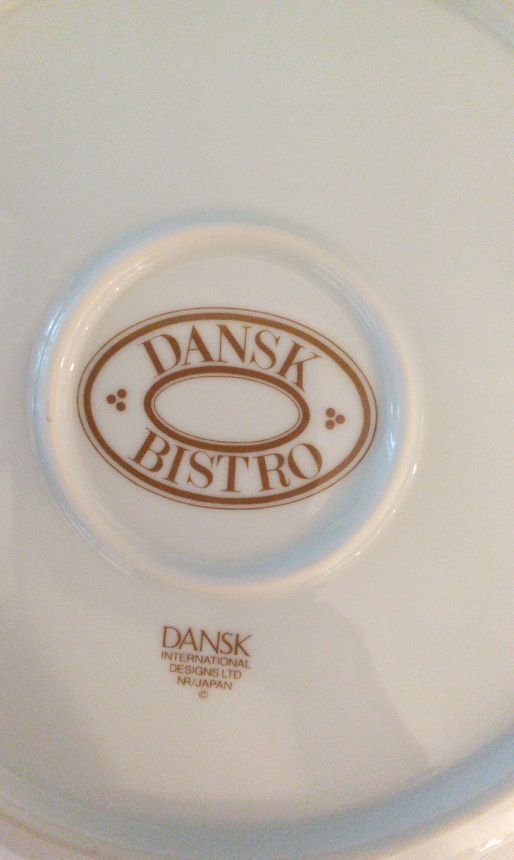 DANSK
BISTRO
DANSK
INTERNATIONAL
DESIGNS LTD
NR/JAPAN
©